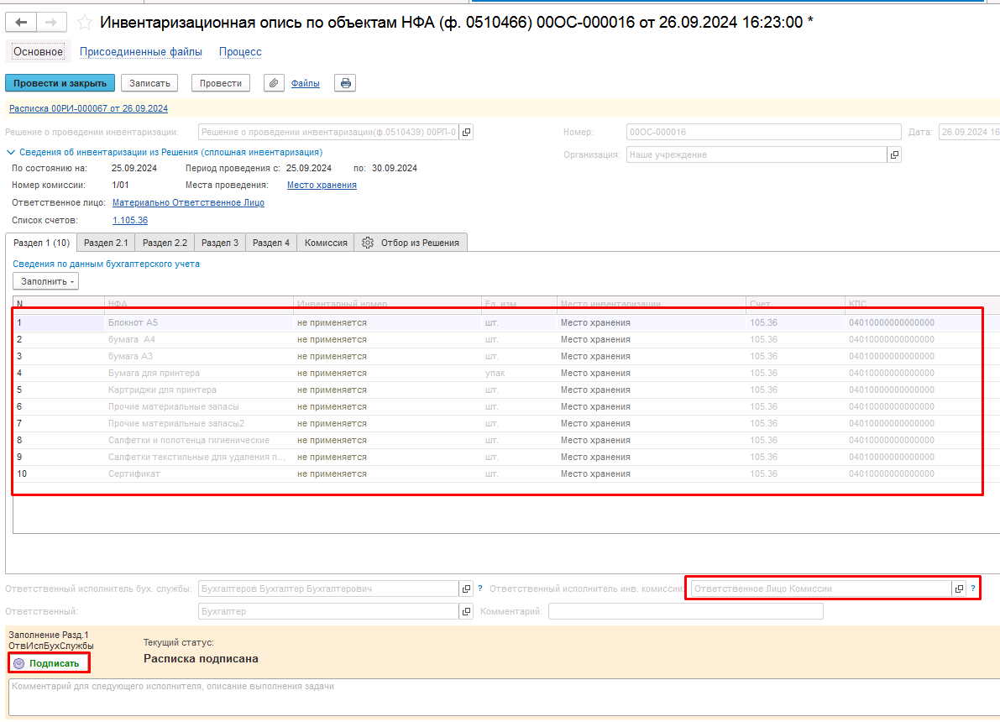 Инвентаризационная опись по объектам НФА (ф. 0510466) 00ОС-000016 от 26.09.2024 16:23:00 *
Основное Присоединенные файлы Процесс
Провести и закрыть Записать Провести Файлы
Расписка 00РИ-000067 от 26.09.2024
Решение о проведении инвентаризации: Решение о проведении инвентаризации(ф.0510439) 00РП-0 Номер: 00ОС-000016 Дата: 26.09.2024 16
Сведения об инвентаризации из Решения (сплошная инвентаризация) Организация: Наше учреждение
По состоянию на: 25.09.2024 Период проведения с: 25.09.2024 по: 30.09.2024
Номер комиссии: 1/01 Места проведения: Место хранения
Ответственное лицо: Материально Ответственное Лицо
Список счетов: 1.105.36
Раздел 1 (10) Раздел 2.1 Раздел 2.2 Раздел 3 Раздел 4 Комиссия Отбор из Решения
Сведения по данным бухгалтерского учета
Заполнить
N НФА Инвентарный номер Ед. изм. Место инвентаризации Счет КПС
1 Блокнот А5 не применяется шт. Место хранения 105.36 04010000000000000
2 бумага А4 не применяется шт. Место хранения 105.36 04010000000000000
3 бумага А3 не применяется шт. Место хранения 105.36 04010000000000000
4 Бумага для принтера не применяется упак Место хранения 105.36 04010000000000000
5 Картриджи для принтера не применяется шт. Место хранения 105.36 04010000000000000
6 Прочие материальные запасы не применяется шт. Место хранения 105.36 04010000000000000
7 Прочие материальные запасы2 не применяется шт. Место хранения 105.36 04010000000000000
8 Салфетки и полотенца гигиенические не применяется шт. Место хранения 105.36 04010000000000000
9 Салфетки текстильные для удаления п... не применяется шт. Место хранения 105.36 04010000000000000
10 Сертификат не применяется шт. Место хранения 105.36 04010000000000000
Ответственный исполнитель бух. службы: Бухгалтеров Бухгалтер Бухгалтерович ? Ответственный исполнитель инв. комиссии: Ответственное Лицо Комиссии ?
Ответственный: Бухгалтер Комментарий:
Заполнение Разд.1
ОтвИспБухСлужбы
Подписать
Текущий статус:
Расписка подписана
Комментарий для следующего исполнителя, описание выполнения задачи